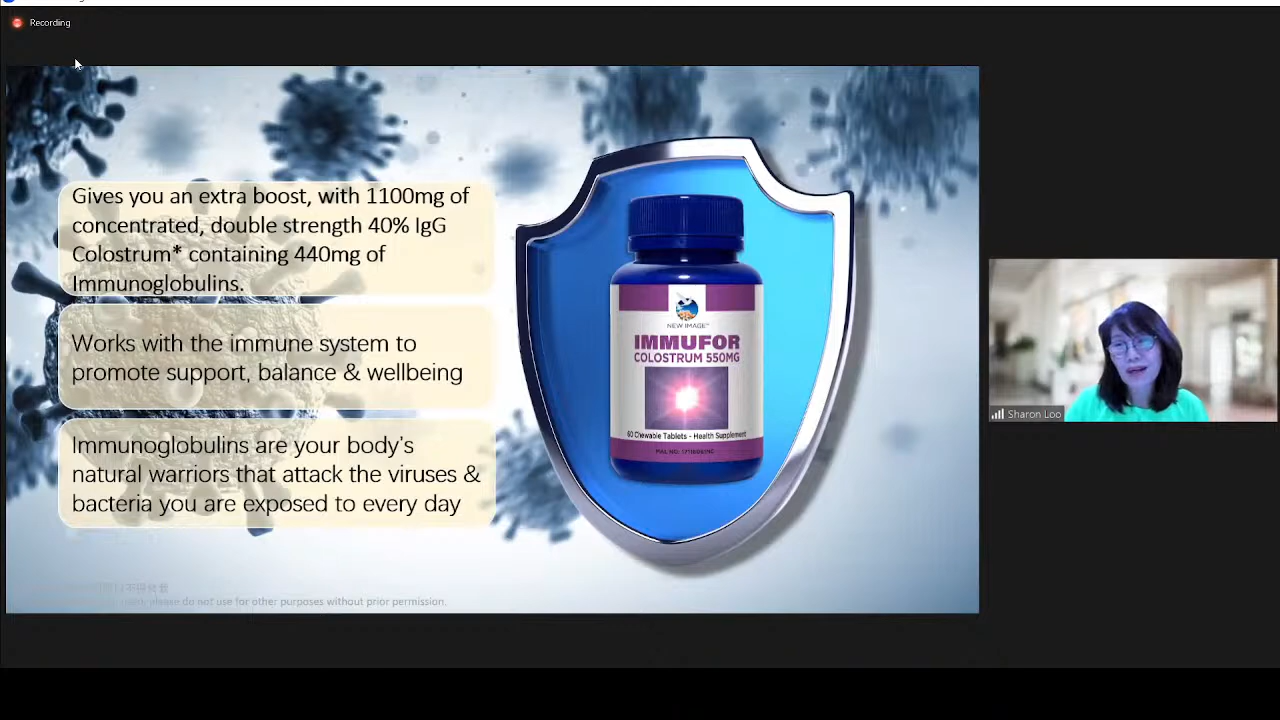 Recording
Gives you an extra boost, with 1100mg of
concentrated, double strength 40% IgG
Colostrum* containing 440mg of
Immunoglobulins.
Works with the immune system to
promote support, balance & wellbeing
Immunoglobulins are your body's
natural warriors that attack the viruses &
bacteria you are exposed to every day
NEW IMAGE™
IMMUFOR
COLOSTRUM 550MG
60 Chewable Tablets - Health Supplement
please do not use for other purposes without prior permission.
Sharon Loo